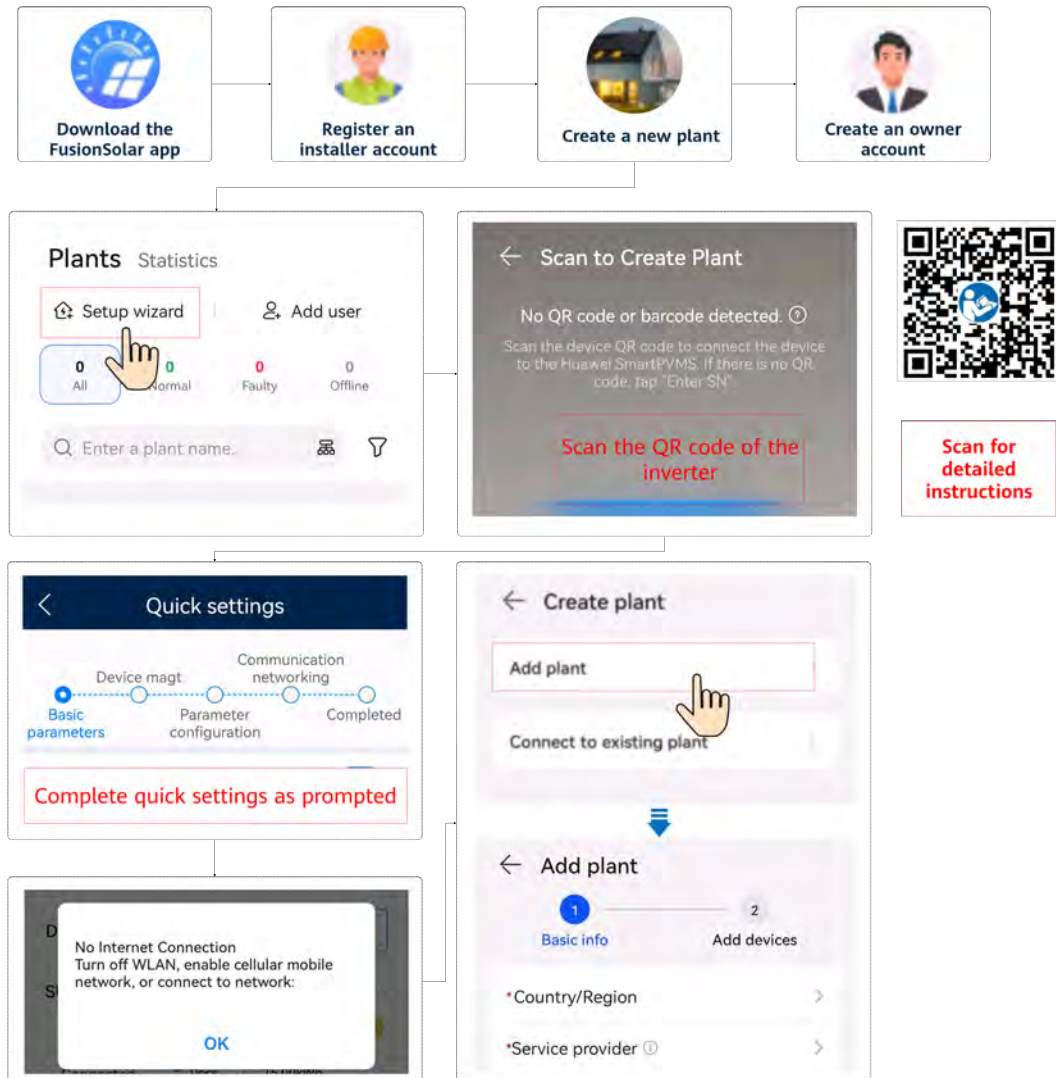 Download the
FusionSolar app
Register an
installer account
Create a new plant
Create an owner
account
Plants Statistics
Setup wizard
Add user
0
All
0
Normal
0
Faulty
0
Offline
Enter a plant name.
Scan to Create Plant
No QR code or barcode detected.
Scan the device QR code to connect the device
to the Huawei SmartPVMS. If there is no QR
code, tap "Enter SN".
Scan the QR code of the
inverter
Scan for
detailed
instructions
Quick settings
Basic
parameters
Device magt
Parameter
configuration
Communication
networking
Completed
Complete quick settings as prompted
No Internet Connection
Turn off WLAN, enable cellular mobile
network, or connect to network:
OK
Create plant
Add plant
Connect to existing plant
Add plant
1
Basic info
2
Add devices
*Country/Region
*Service provider